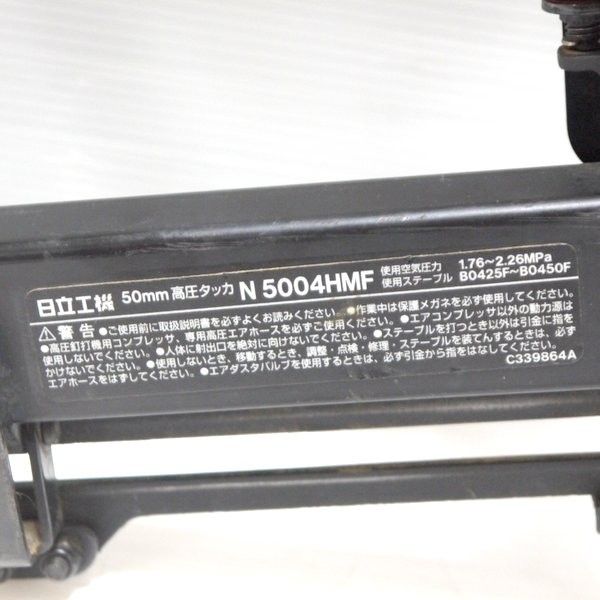 日立工機 50mm 高圧タッカ N 5004HMF 使用空気圧力 1.76～2.26MPa
使用ステープル B0425F～B0450F
⚠警告 ●ご使用前に取扱説明書を必ずよくお読みください。●作業中は保護メガネを必ず使用してください。
●高圧釘打機用コンプレッサ、専用高圧エアホースを必ずご使用ください。●エアコンプレッサ以外の動力源は
使用しないでください。●人体に射出口を絶対に向けないでください。●ステープルを打つとき以外は引金に指を
かけないでください。●使用しないとき、移動するとき、調整・点検・修理・ステープルを装てんするときは、必ず引金から指をはなしてください。
エアホースをはずしてください。●エアダスタバルブを使用するときは、
C339864A